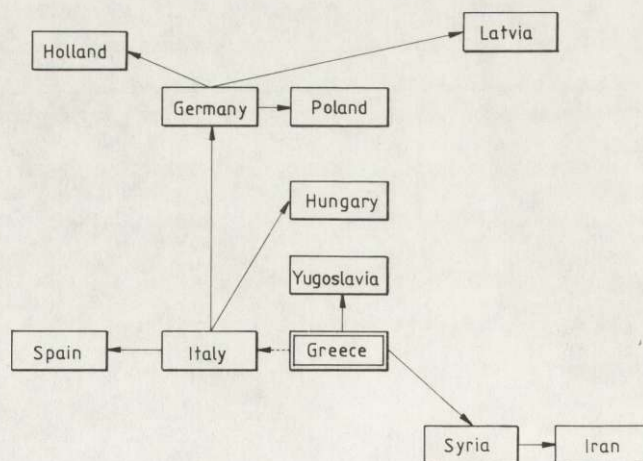 Latvia
Holland
Germany
Poland
Hungary
Yugoslavia
Spain
Italy
Greece
Syria
Iran